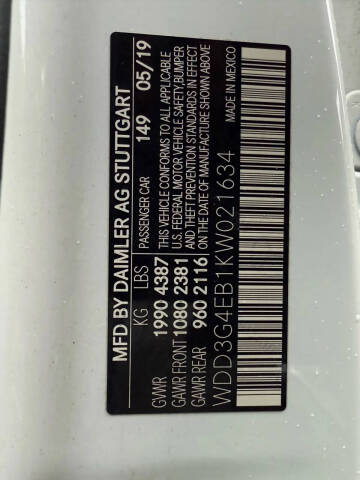 MFD BY DAIMLER AG STUTTGART
KG LBS PASSENGER CAR 149 05/19
GVWR 1990 4387
GAWR FRONT 1080 2381
GAWR REAR 960 2116
THIS VEHICLE CONFORMS TO ALL APPLICABLE
U.S. FEDERAL MOTOR VEHICLE SAFETY, BUMPER
AND THEFT PREVENTION STANDARDS IN EFFECT
ON THE DATE OF MANUFACTURE SHOWN ABOVE
WDD3G4EB1KW021634 MADE IN MEXICO